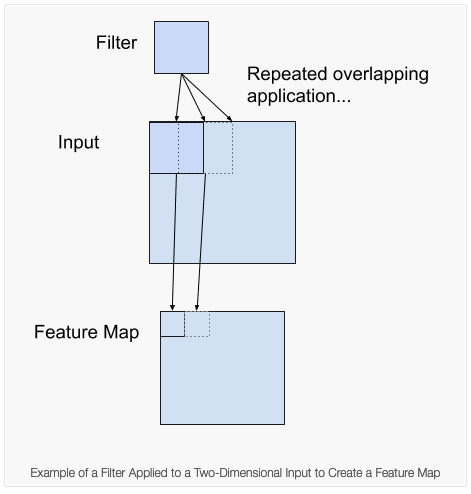 Filter
Repeated overlapping
application...
Input
Feature Map
Example of a Filter Applied to a Two-Dimensional Input to Create a Feature Map